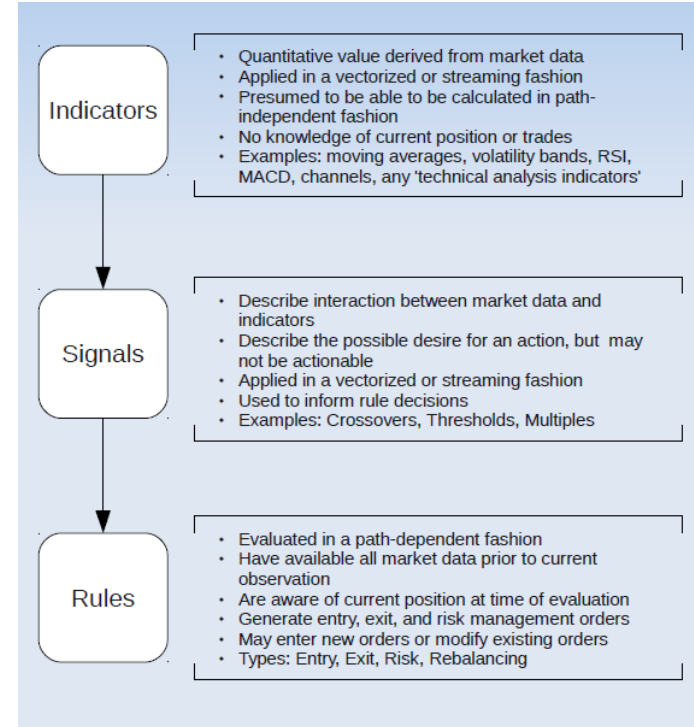 Indicators
• Quantitative value derived from market data
• Applied in a vectorized or streaming fashion
• Presumed to be able to be calculated in path-
independent fashion
• No knowledge of current position or trades
• Examples: moving averages, volatility bands, RSI,
MACD, channels, any 'technical analysis indicators'
Signals
• Describe interaction between market data and
indicators
• Describe the possible desire for an action, but may
not be actionable
• Applied in a vectorized or streaming fashion
• Used to inform rule decisions
• Examples: Crossovers, Thresholds, Multiples
Rules
• Evaluated in a path-dependent fashion
• Have available all market data prior to current
observation
• Are aware of current position at time of evaluation
• Generate entry, exit, and risk management orders
• May enter new orders or modify existing orders
• Types: Entry, Exit, Risk, Rebalancing